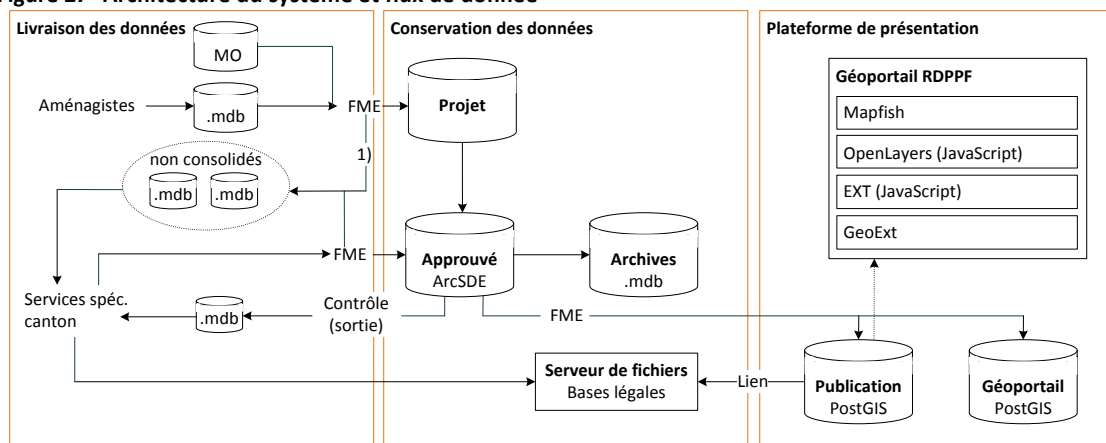 Figure 27 Architecture du système et flux de donnée
Livraison des données
Conservation des données
Plateforme de présentation
MO
Géoportail RDPPF
Aménagistes
.mdb
FME
Projet
Mapfish
1)
OpenLayers (JavaScript)
non consolidés
.mdb
.mdb
EXT (JavaScript)
GeoExt
FME
Approuvé
ArcSDE
Archives
.mdb
Services spéc.
canton
.mdb
Contrôle
(sortie)
FME
Serveur de fichiers
Bases légales
Lien
Publication
PostGIS
Géoportail
PostGIS